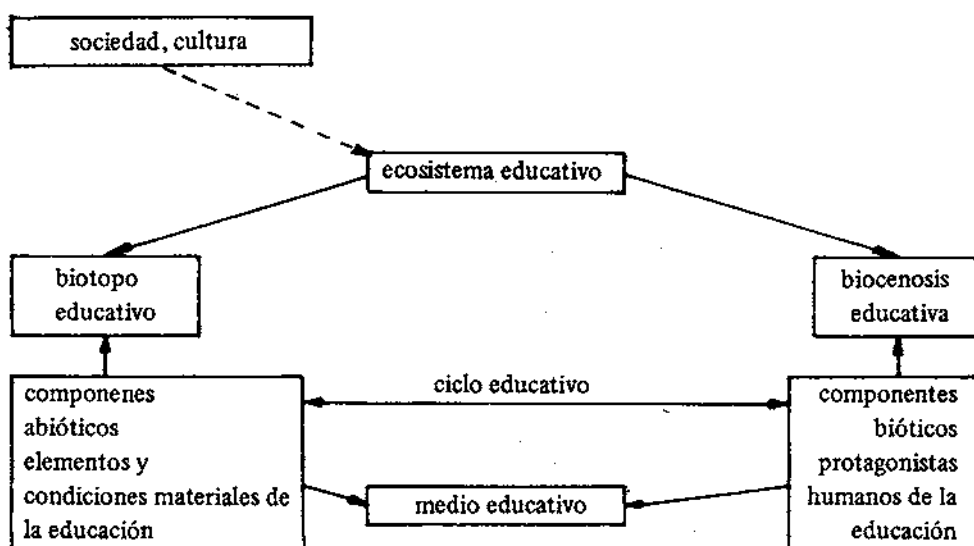 sociedad, cultura
ecosistema educativo
biotopo
educativo
biocenosis
educativa
ciclo educativo
componenes
abióticos
elementos y
condiciones materiales de
la educación
componentes
bióticos
protagonistas
humanos de la
educación
medio educativo